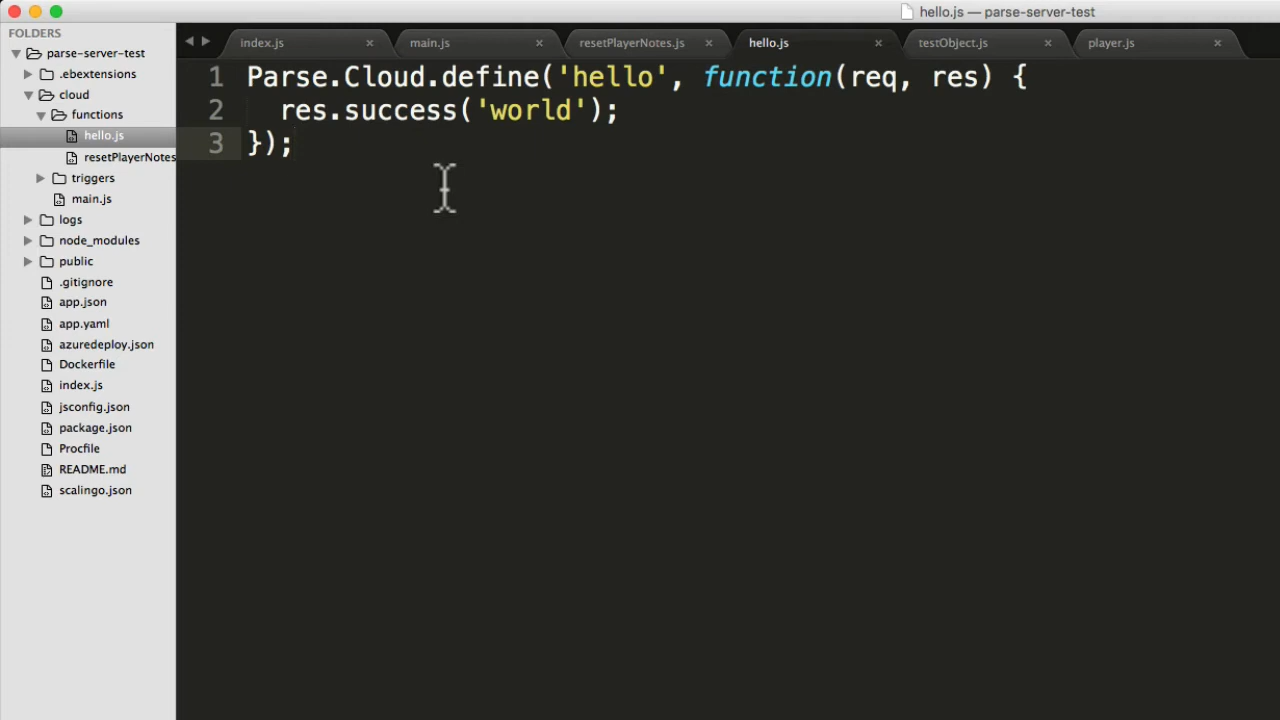 hello.js — parse-server-test
FOLDERS
parse-server-test
.ebextensions
cloud
functions
hello.js
resetPlayerNotes
triggers
main.js
logs
node_modules
public
.gitignore
app.json
app.yaml
azuredeploy.json
Dockerfile
index.js
jsconfig.json
package.json
Procfile
README.md
scalingo.json
index.js × main.js × resetPlayerNotes.js × hello.js × testObject.js × player.js ×
1 Parse.Cloud.define('hello', function(req, res) {
2 res.success('world');
3 });